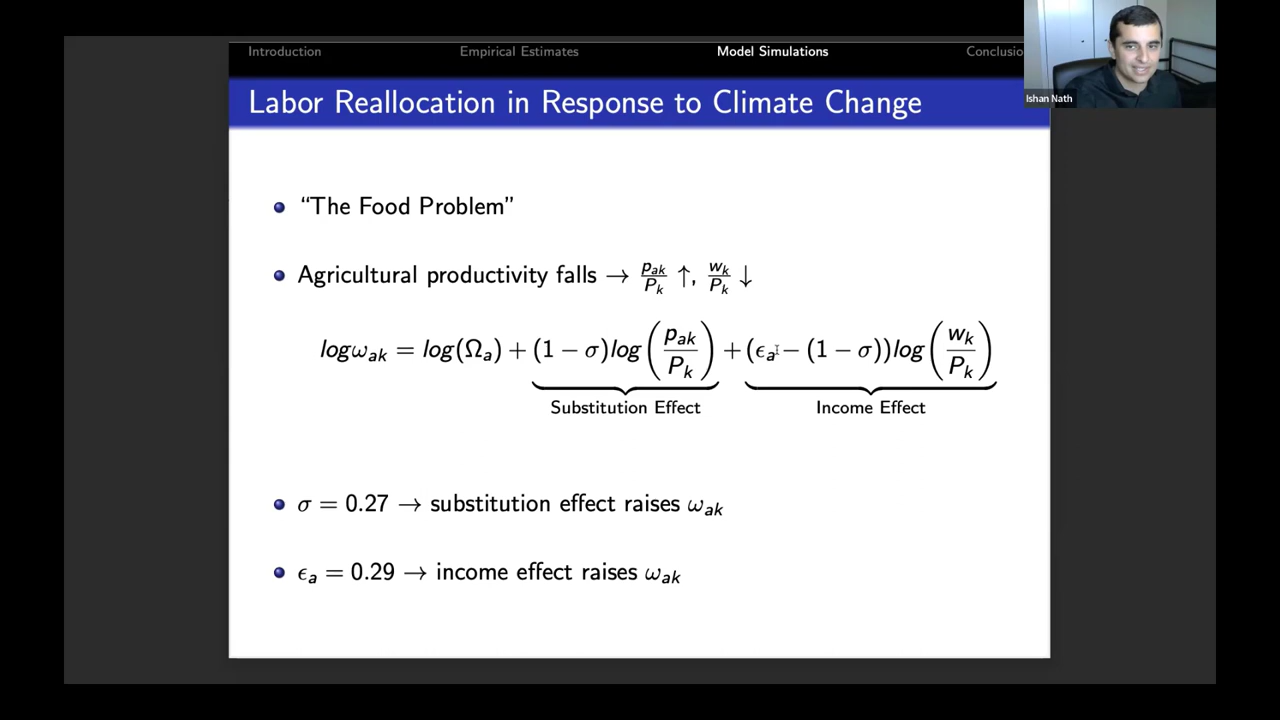 Introduction Empirical Estimates Model Simulations Conclusio
Labor Reallocation in Response to Climate Change
Ishan Nath
“The Food Problem”
Agricultural productivity falls → p_ak/P_k ↑, w_k/P_k ↓
logω_ak = log(Ω_a) + (1 − σ)log(p_ak/P_k) + (ϵ_a − (1 − σ))log(w_k/P_k)
Substitution Effect Income Effect
σ = 0.27 → substitution effect raises ω_ak
ϵ_a = 0.29 → income effect raises ω_ak